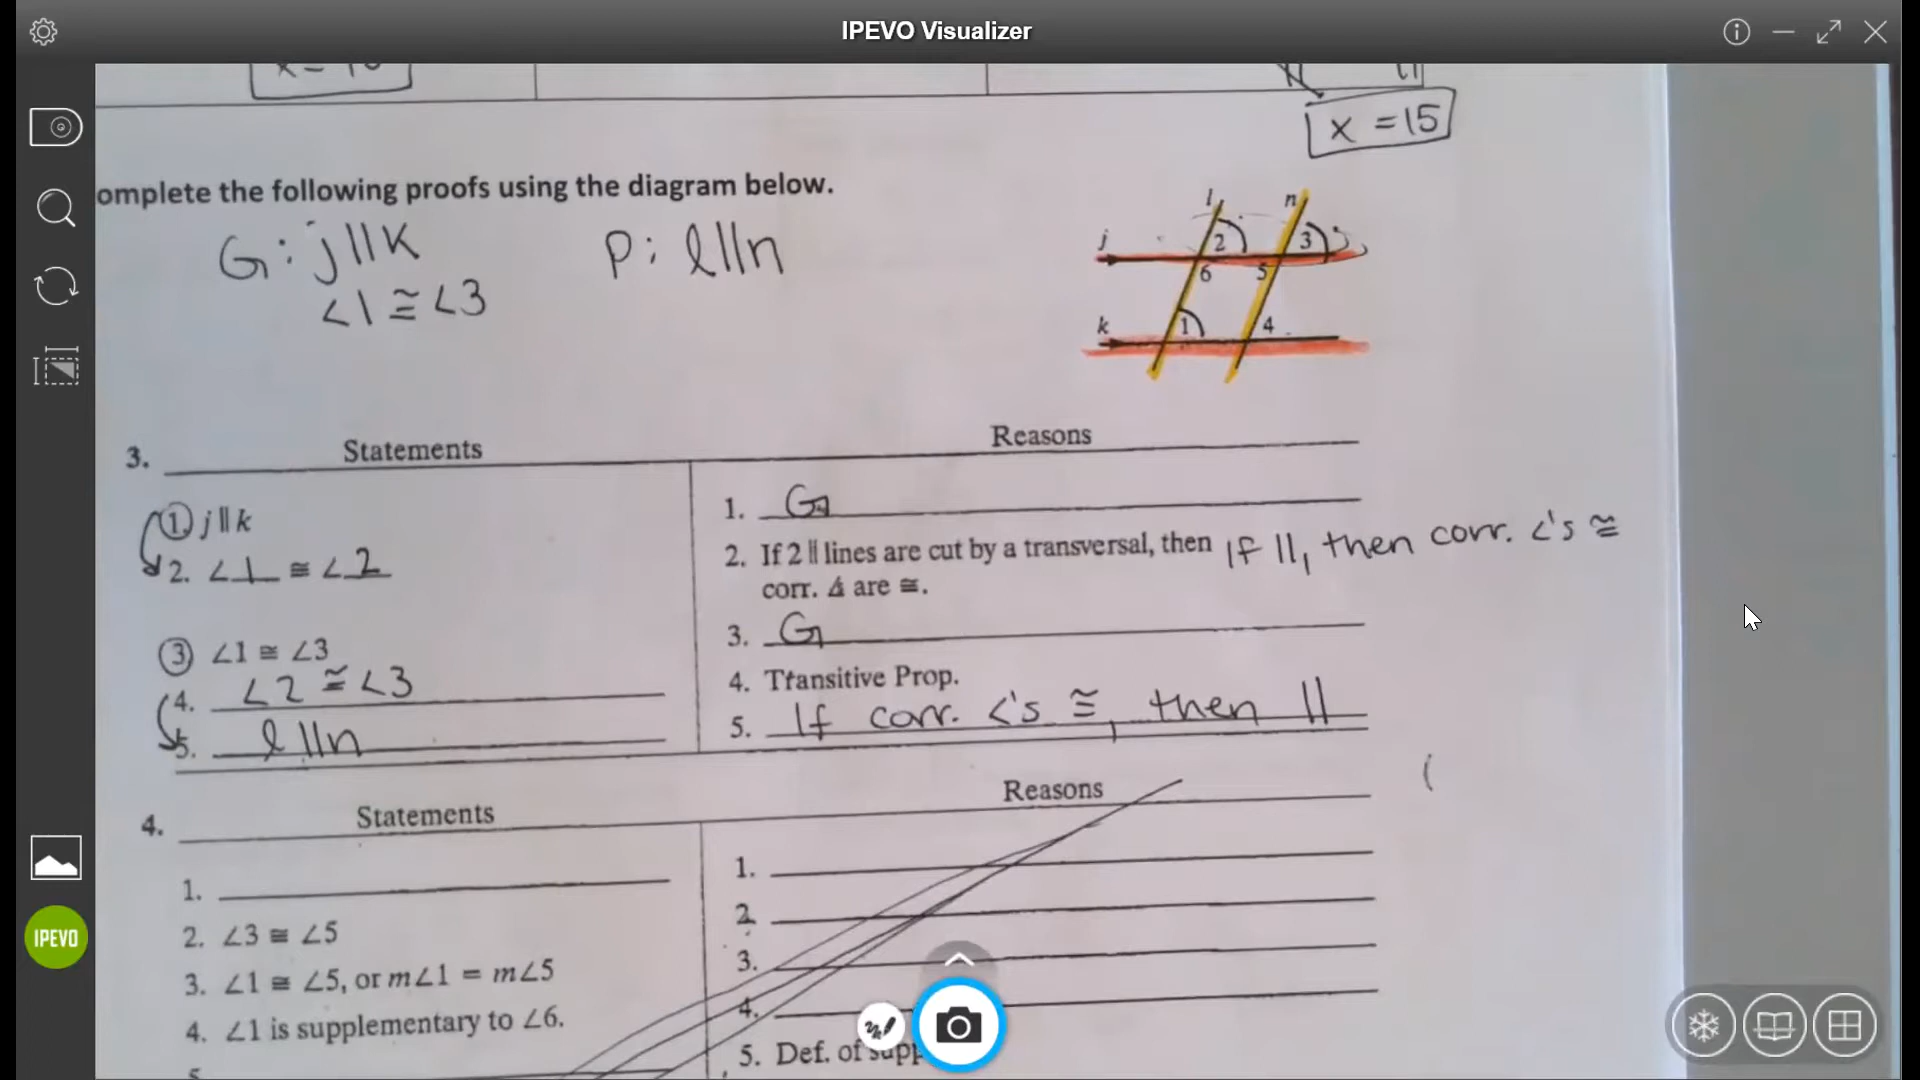 IPEVO Visualizer
x = 15
omplete the following proofs using the diagram below.
G: j||k P: l||n
∠1 ≅ ∠3
l n
j 2 3
6 5
k 1 4
3. Statements Reasons
1. j || k 1. G
2. ∠1 ≅ ∠2 2. If 2 || lines are cut by a transversal, then If ||, then corr. ∠'s ≅
corr. ∠s are ≅.
3 ∠1 ≅ ∠3 3. G
4. ∠2 ≅ ∠3 4. Transitive Prop.
5. l||n 5. If corr. ∠'s ≅, then ||
4. Statements Reasons
1. 1.
2. ∠3 ≅ ∠5 2.
3. ∠1 ≅ ∠5, or m∠1 = m∠5 3.
4. ∠1 is supplementary to ∠6. 4.
5. Def. of supp
IPEVO